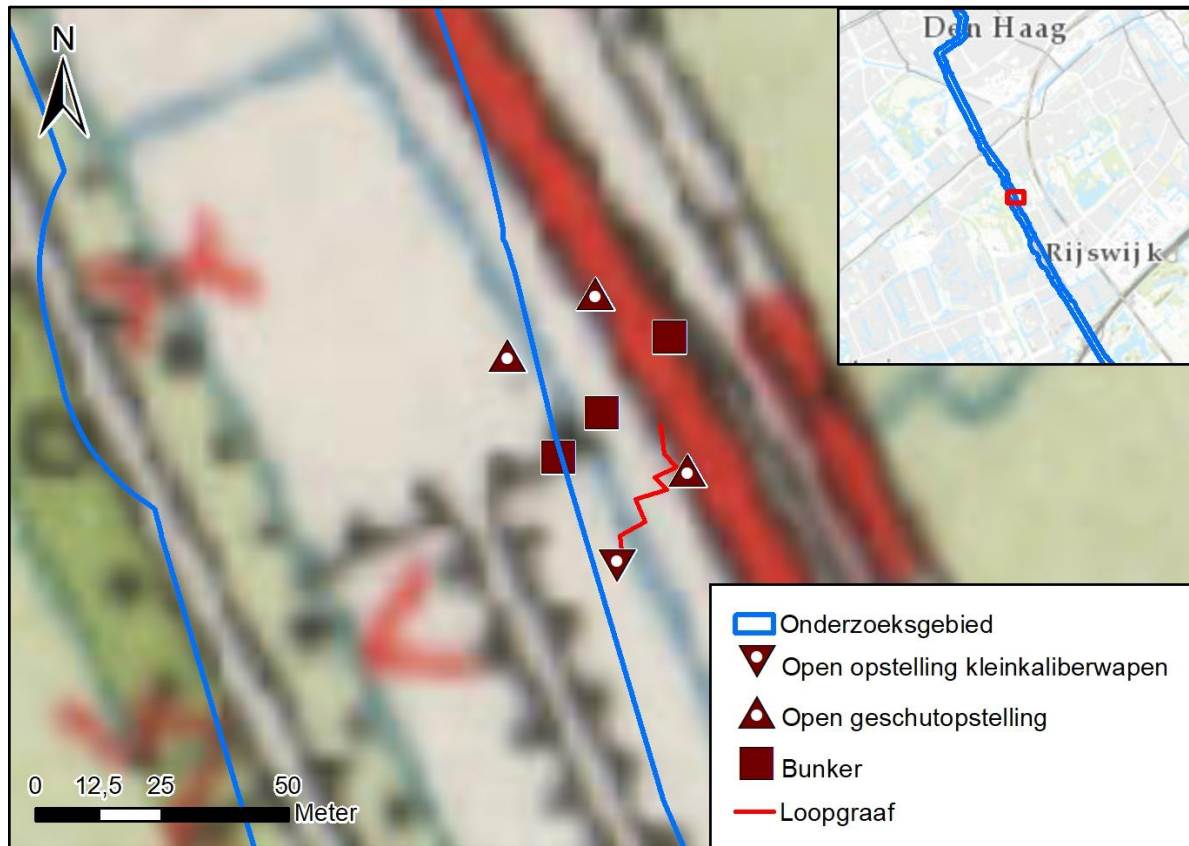 N
Den Haag
Rijswijk
Onderzoeksgebied
Open opstelling kleinkaliberwapen
Open geschutopstelling
Bunker
Loopgraaf
0 12,5 25 50
Meter